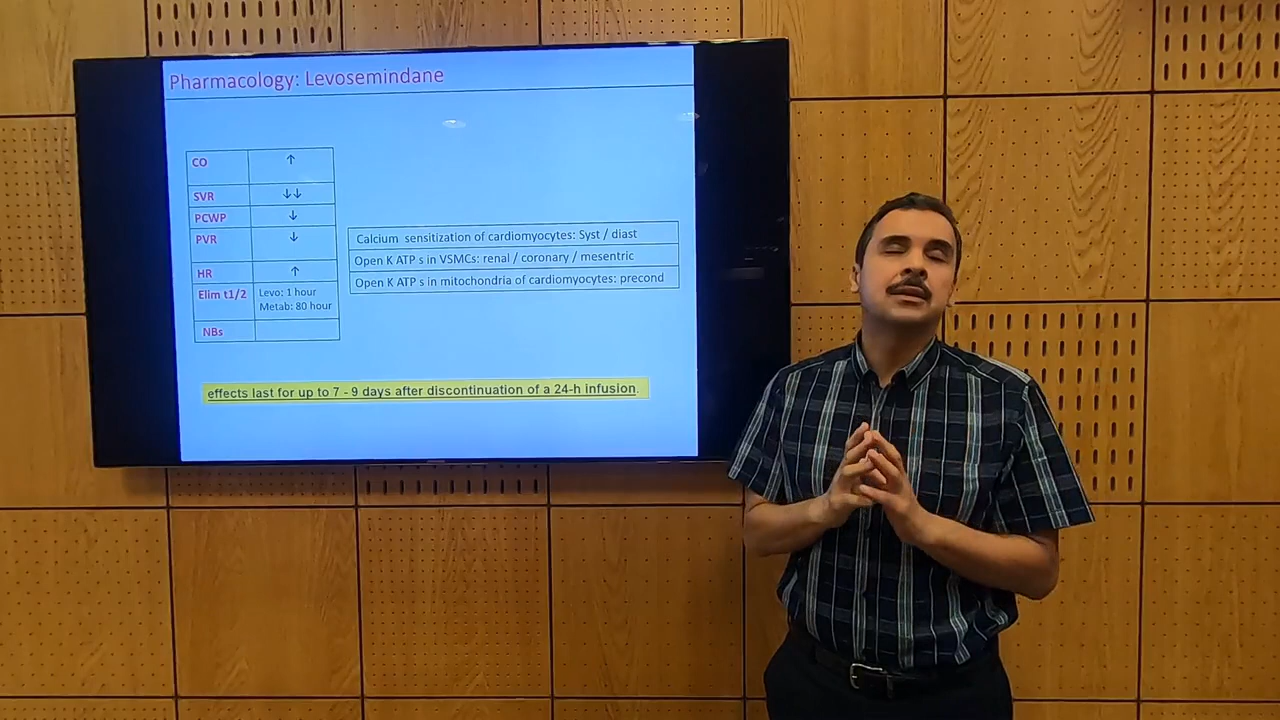 Pharmacology: Levosemindane
CO ↑
SVR ↓↓
PCWP ↓
PVR ↓
HR ↑
Elim t1/2 Levo: 1 hour
Metab: 80 hour
NBs
Calcium sensitization of cardiomyocytes: Syst / diast
Open K ATP s in VSMCs: renal / coronary / mesentric
Open K ATP s in mitochondria of cardiomyocytes: precond
effects last for up to 7 - 9 days after discontinuation of a 24-h infusion.